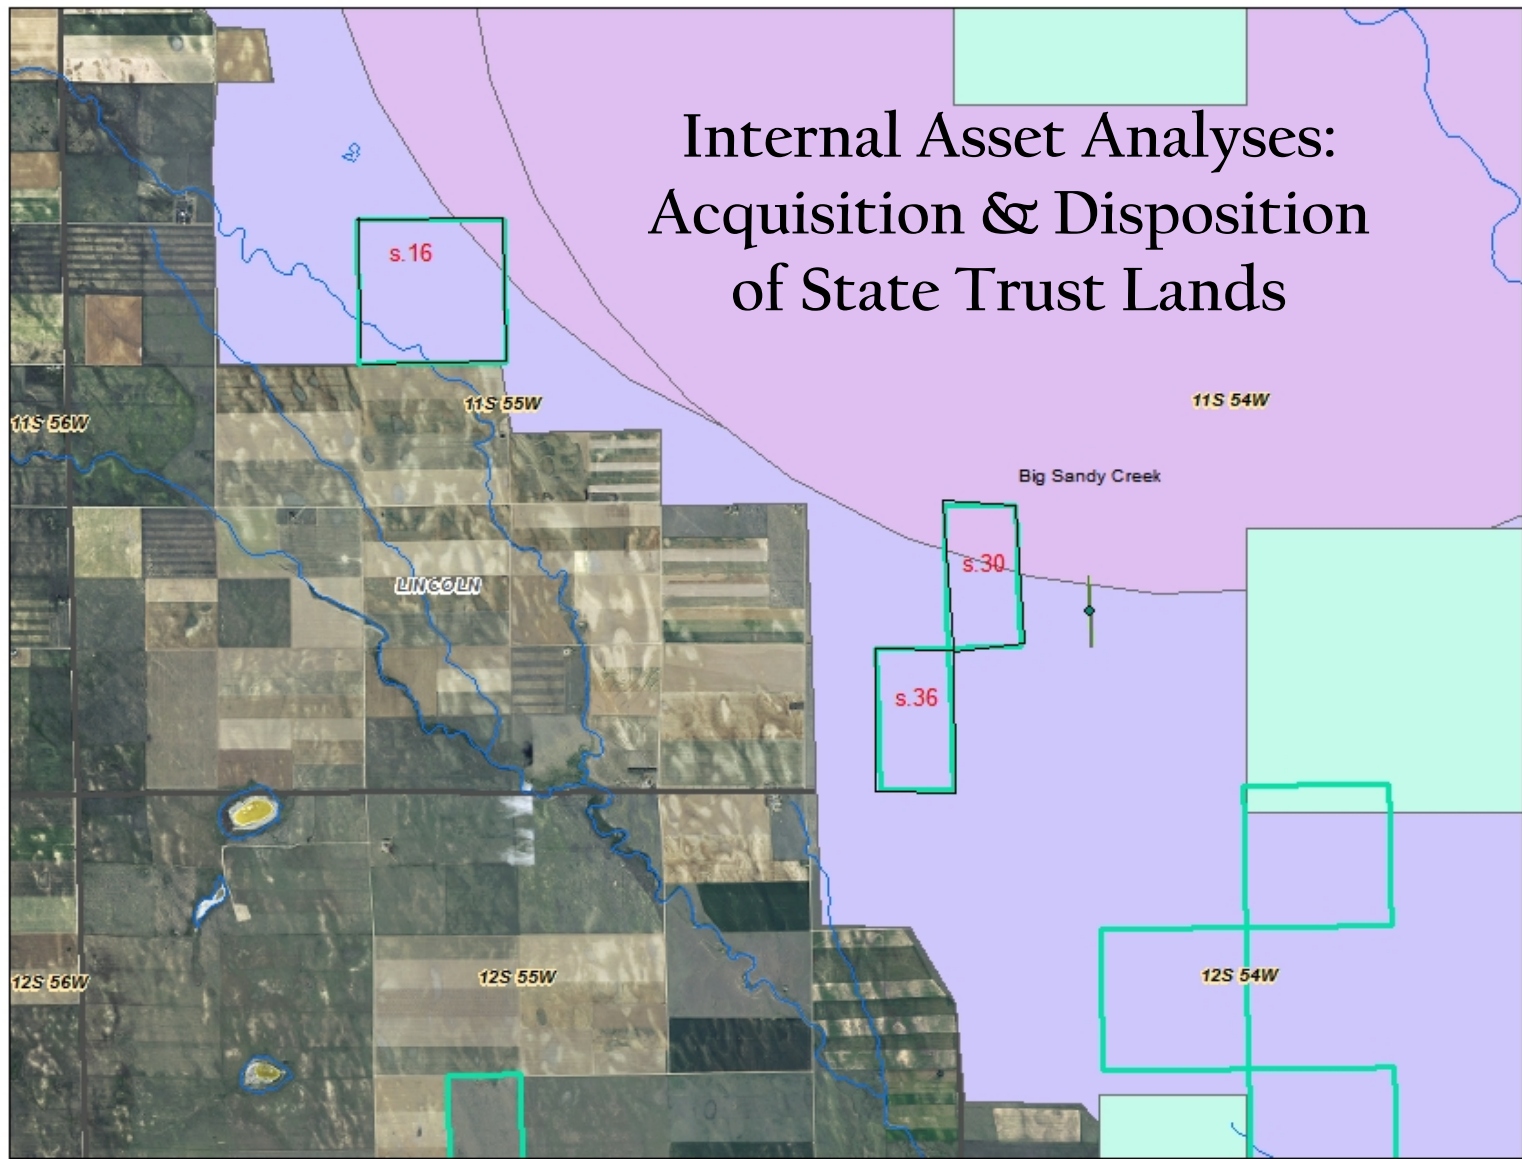 Internal Asset Analyses:
Acquisition & Disposition
of State Trust Lands
s.16
11S 56W
11S 55W
11S 54W
Big Sandy Creek
s.30
LINCOLN
s.36
12S 56W
12S 55W
12S 54W